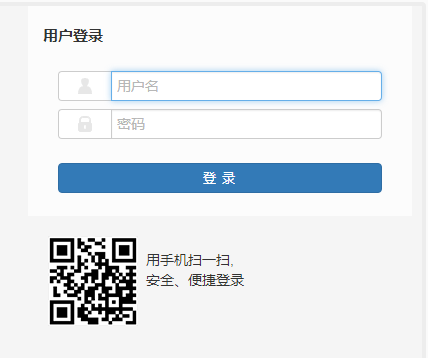 用户登录
用户名
密码
登 录
用手机扫一扫,
安全、便捷登录